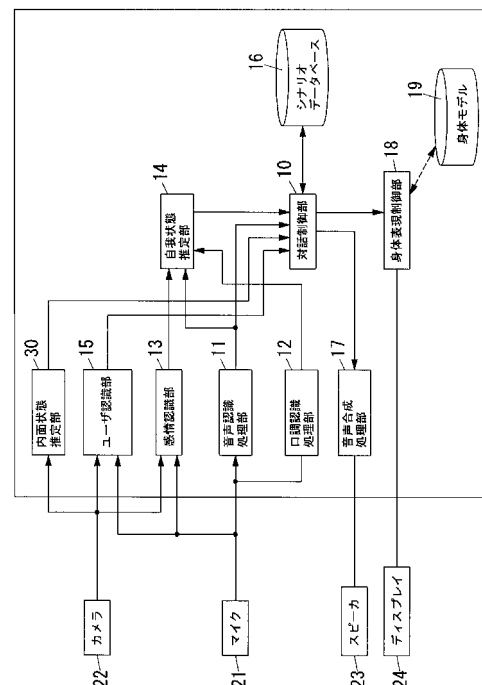 カメラ
22
マイク
21
スピーカ
23
ディスプレイ
24
内面状態
推定部
30
ユーザ認識部
15
感情認識部
13
音声認識
処理部
11
口調認識
処理部
12
音声合成
処理部
17
自我状態
推定部
14
対話制御部
10
シナリオ
データベース
16
身体表現制御部
18
身体モデル
19